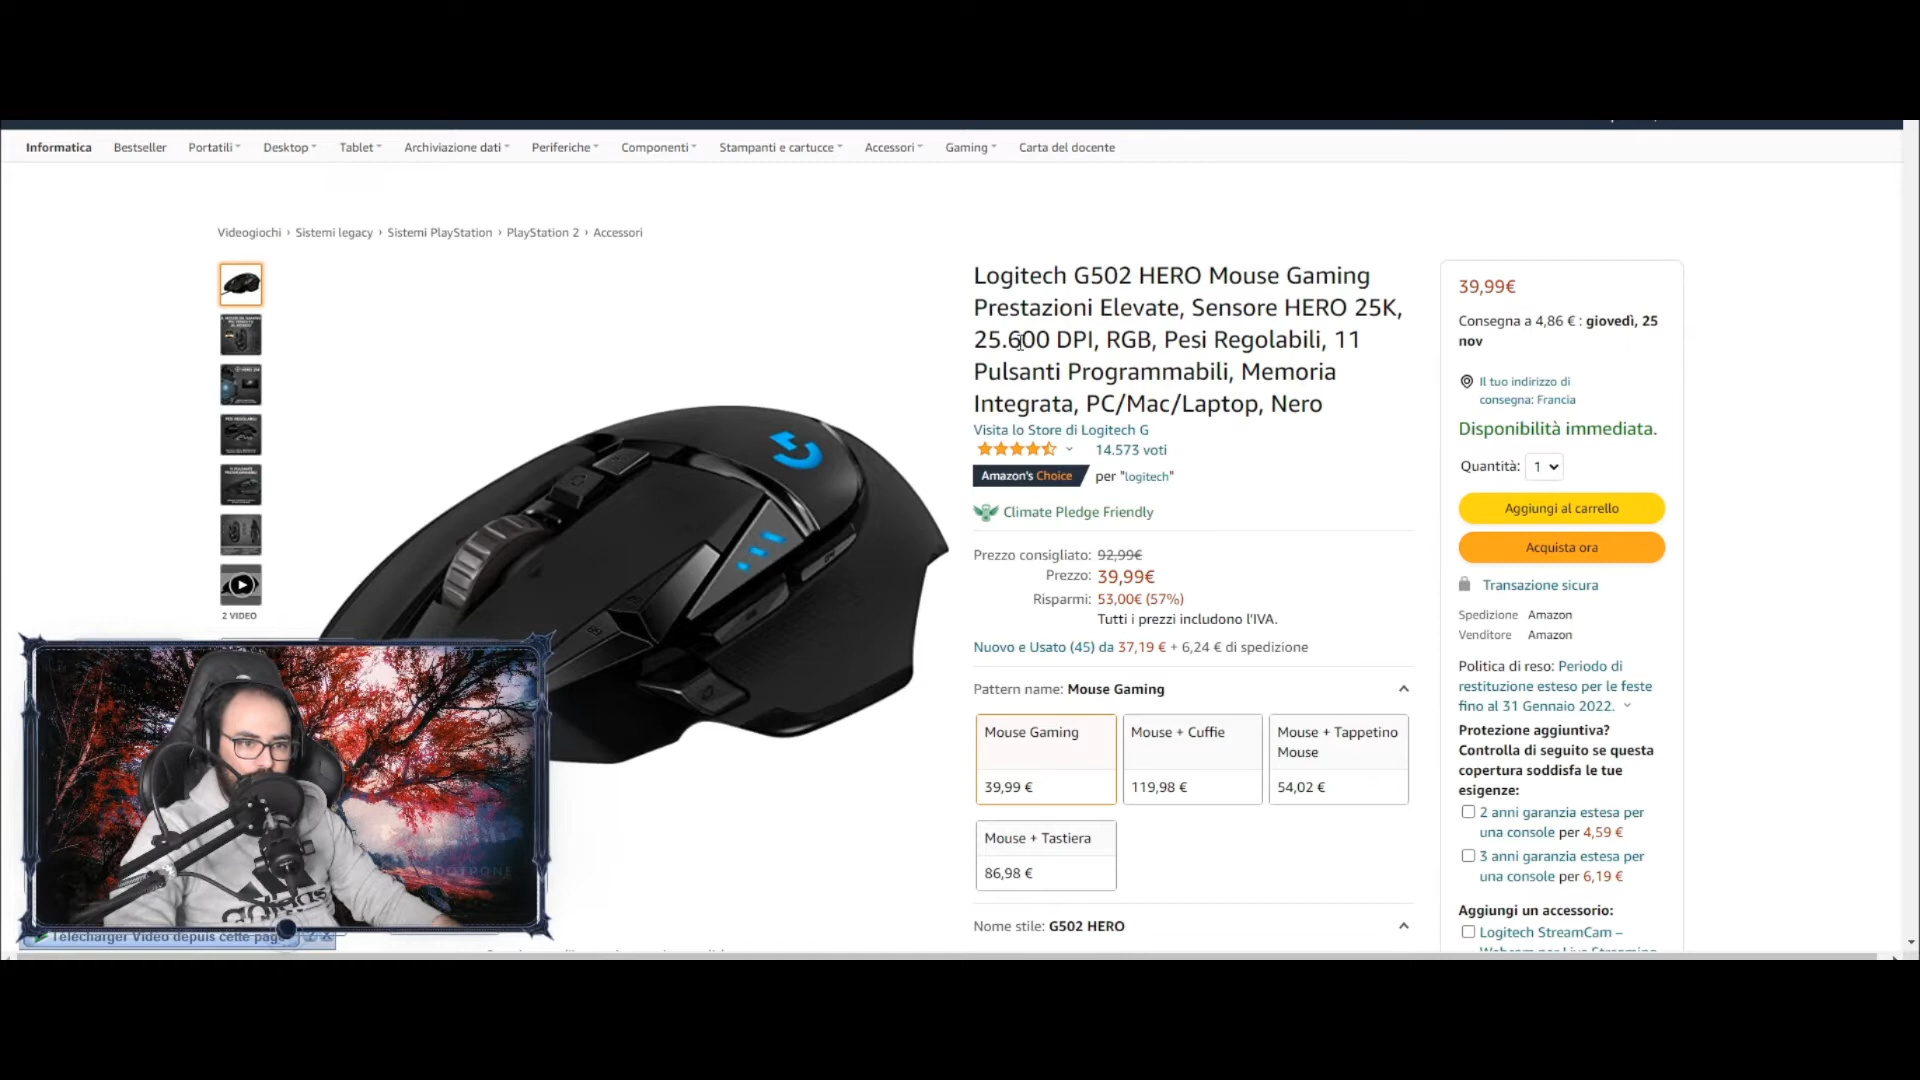 Informatica Bestseller Portatili Desktop Tablet Archiviazione dati Periferiche Componenti Stampanti e cartucce Accessori Gaming Carta del docente
Videogiochi › Sistemi legacy › Sistemi PlayStation › PlayStation 2 › Accessori
2 VIDEO
Logitech G502 HERO Mouse Gaming
Prestazioni Elevate, Sensore HERO 25K,
25.600 DPI, RGB, Pesi Regolabili, 11
Pulsanti Programmabili, Memoria
Integrata, PC/Mac/Laptop, Nero
Visita lo Store di Logitech G
14.573 voti
Amazon's Choice per "logitech"
Climate Pledge Friendly
Prezzo consigliato: 92,99€
Prezzo: 39,99€
Risparmi: 53,00€ (57%)
Tutti i prezzi includono l'IVA.
Nuovo e Usato (45) da 37,19 € + 6,24 € di spedizione
Pattern name: Mouse Gaming
Mouse Gaming
39,99 €
Mouse + Cuffie
119,98 €
Mouse + Tappetino
Mouse
54,02 €
Mouse + Tastiera
86,98 €
Nome stile: G502 HERO
39,99€
Consegna a 4,86 € : giovedì, 25
nov
Il tuo indirizzo di
consegna: Francia
Disponibilità immediata.
Quantità: 1
Aggiungi al carrello
Acquista ora
Transazione sicura
Spedizione Amazon
Venditore Amazon
Politica di reso: Periodo di
restituzione esteso per le feste
fino al 31 Gennaio 2022.
Protezione aggiuntiva?
Controlla di seguito se questa
copertura soddisfa le tue
esigenze:
2 anni garanzia estesa per
una console per 4,59 €
3 anni garanzia estesa per
una console per 6,19 €
Aggiungi un accessorio:
Logitech StreamCam –
Webcam per Live Streaming
adidas
Télécharger Vidéo depuis cette page